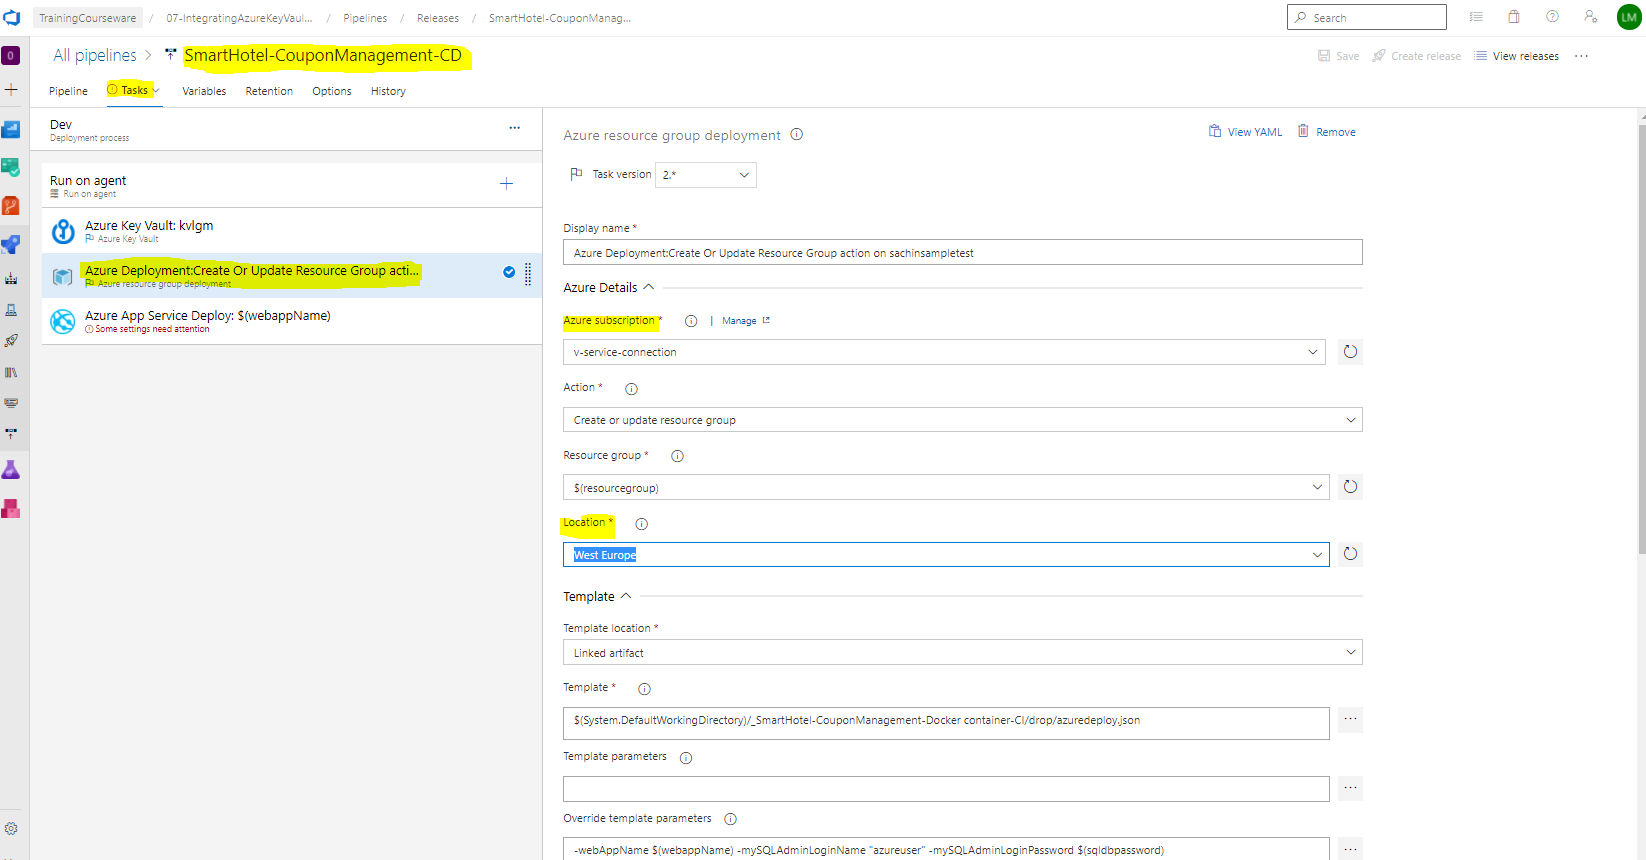 TrainingCourseware / 07-IntegratingAzureKeyVaul... / Pipelines / Releases / SmartHotel-CouponManag...
Search
LM
O
All pipelines > SmartHotel-CouponManagement-CD
Save Create release View releases ...
Pipeline Tasks Variables Retention Options History
Dev
Deployment process
...
Run on agent
Run on agent
Azure Key Vault: kvlgm
Azure Key Vault
Azure Deployment:Create Or Update Resource Group acti...
Azure resource group deployment
Azure App Service Deploy: $(webappName)
Some settings need attention
Azure resource group deployment
View YAML Remove
Task version 2.*
Display name *
Azure Deployment:Create Or Update Resource Group action on sachinsampletest
Azure Details
Azure subscription * | Manage
v-service-connection
Action *
Create or update resource group
Resource group *
$(resourcegroup)
Location *
West Europe
Template
Template location *
Linked artifact
Template *
$(System.DefaultWorkingDirectory)/_SmartHotel-CouponManagement-Docker container-CI/drop/azuredeploy.json
...
Template parameters
...
Override template parameters
-webAppName $(webappName) -mySQLAdminLoginName "azureuser" -mySQLAdminLoginPassword $(sqldbpassword)
...